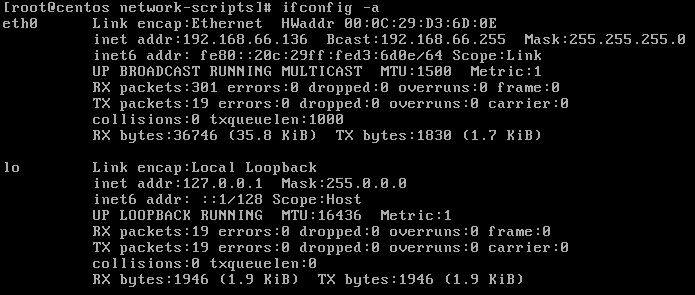 [root@centos network-scripts]# ifconfig -a
eth0      Link encap:Ethernet  HWaddr 00:0C:29:D3:6D:0E
          inet addr:192.168.66.136  Bcast:192.168.66.255  Mask:255.255.255.0
          inet6 addr: fe80::20c:29ff:fed3:6d0e/64 Scope:Link
          UP BROADCAST RUNNING MULTICAST  MTU:1500  Metric:1
          RX packets:301 errors:0 dropped:0 overruns:0 frame:0
          TX packets:19 errors:0 dropped:0 overruns:0 carrier:0
          collisions:0 txqueuelen:1000
          RX bytes:36746 (35.8 KiB)  TX bytes:1830 (1.7 KiB)

lo        Link encap:Local Loopback
          inet addr:127.0.0.1  Mask:255.0.0.0
          inet6 addr: ::1/128 Scope:Host
          UP LOOPBACK RUNNING  MTU:16436  Metric:1
          RX packets:19 errors:0 dropped:0 overruns:0 frame:0
          TX packets:19 errors:0 dropped:0 overruns:0 carrier:0
          collisions:0 txqueuelen:0
          RX bytes:1946 (1.9 KiB)  TX bytes:1946 (1.9 KiB)